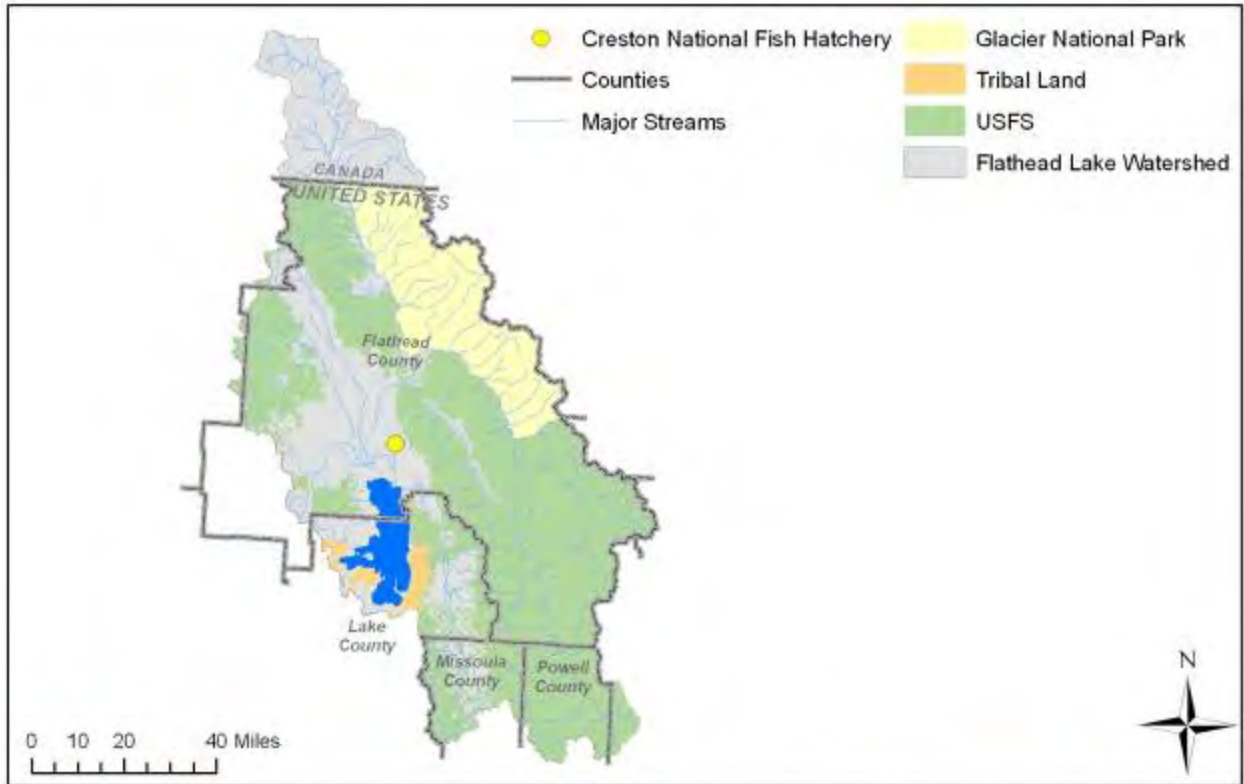 Creston National Fish Hatchery
Counties
Major Streams
Glacier National Park
Tribal Land
USFS
Flathead Lake Watershed
CANADA
UNITED STATES
Flathead
County
Lake
County
Missoula
County
Powell
County
N
0 10 20 40 Miles